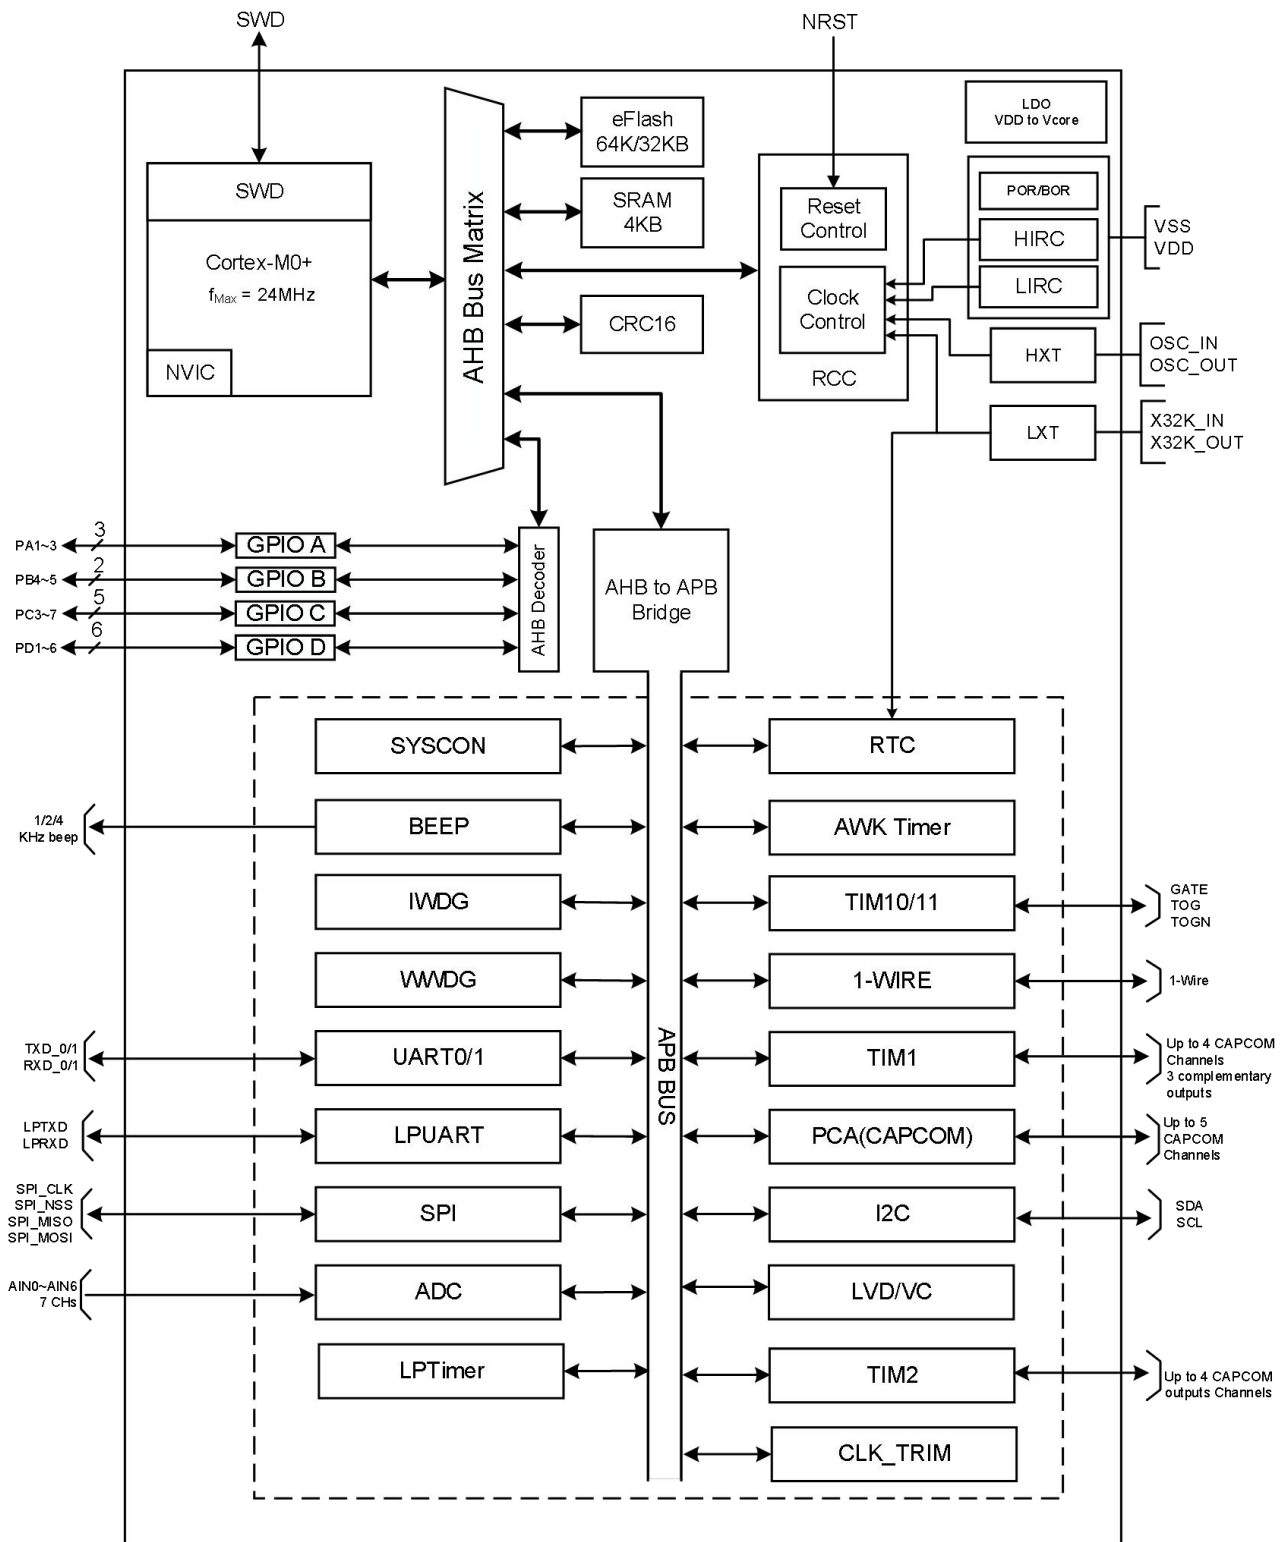 SWD
NRST
LDO
VDD to Vcore
eFlash
64K/32KB
SWD
POR/BOR
SRAM
4KB
Reset
Control
VSS
VDD
HIRC
Cortex-M0+
fMax = 24MHz
AHB Bus Matrix
LIRC
Clock
Control
CRC16
OSC_IN
OSC_OUT
HXT
NVIC
RCC
X32K_IN
X32K_OUT
LXT
PA1~3
3
GPIO A
PB4~5
2
GPIO B
PC3~7
5
GPIO C
PD1~6
6
GPIO D
AHB Decoder
AHB to APB
Bridge
SYSCON
RTC
1/2/4
KHz beep
BEEP
AWK Timer
IWDG
TIM10/11
GATE
TOG
TOGN
WWDG
1-WIRE
1-Wire
APB BUS
TXD_0/1
RXD_0/1
UART0/1
TIM1
Up to 4 CAPCOM
Channels
3 complementary
outputs
LPTXD
LPRXD
LPUART
PCA(CAPCOM)
Up to 5
CAPCOM
Channels
SPI_CLK
SPI_NSS
SPI_MISO
SPI_MOSI
SPI
I2C
SDA
SCL
AIN0~AIN6
7 CHs
ADC
LVD/VC
LPTimer
TIM2
Up to 4 CAPCOM
outputs Channels
CLK_TRIM